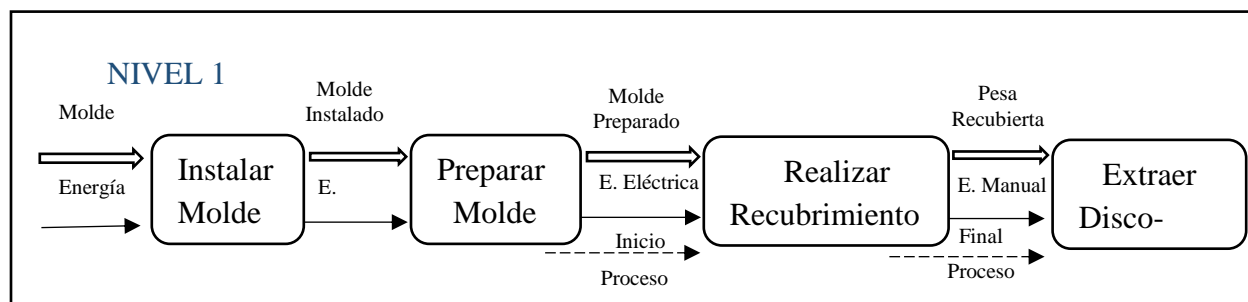 NIVEL 1
Molde
Energía
Instalar
Molde
Molde
Instalado
E.
Preparar
Molde
Molde
Preparado
E. Eléctrica
Inicio
Proceso
Realizar
Recubrimiento
Pesa
Recubierta
E. Manual
Final
Proceso
Extraer
Disco-